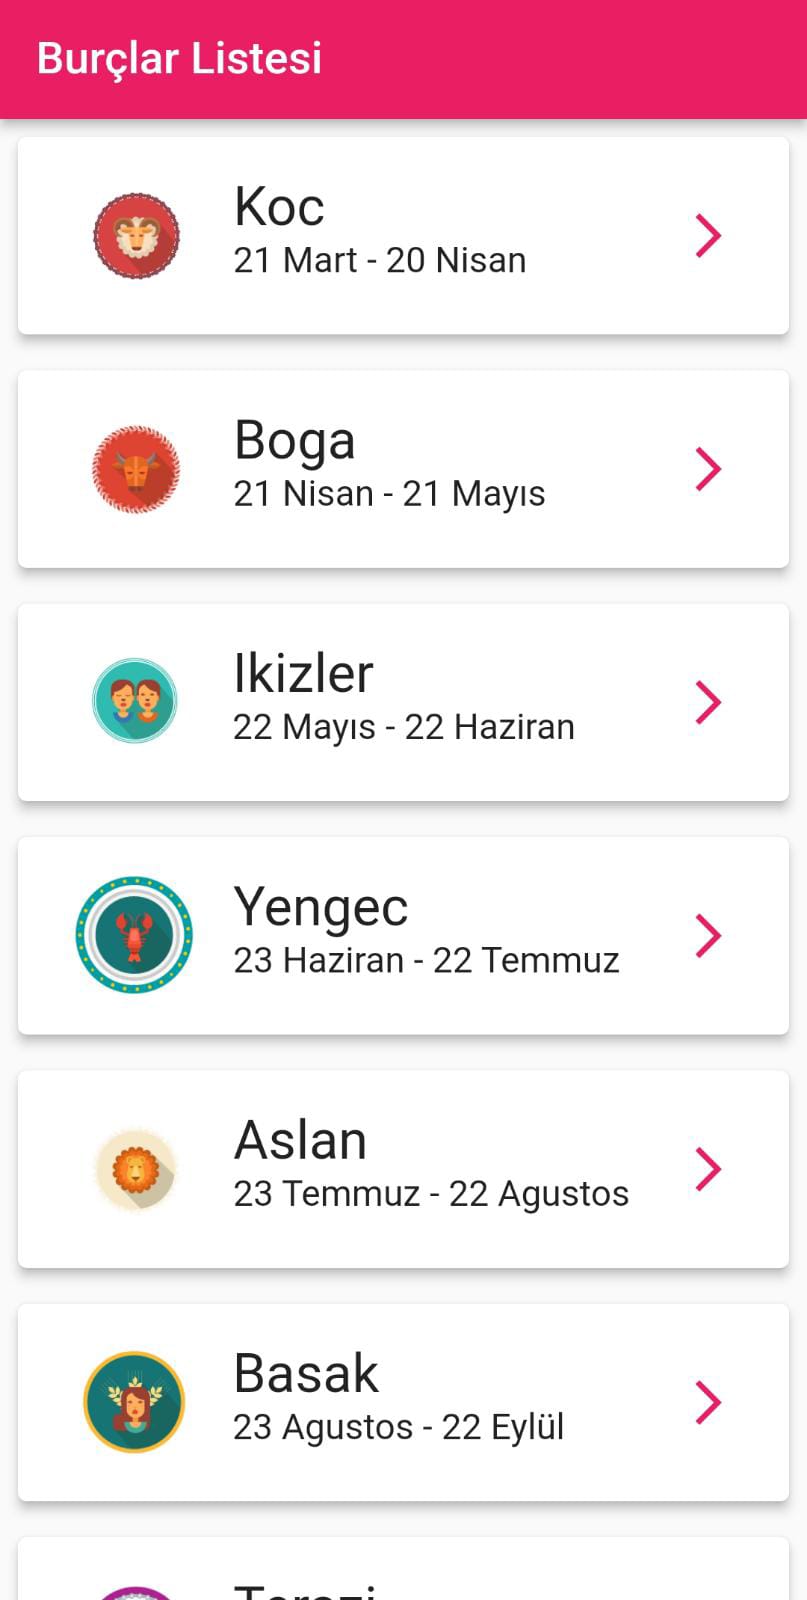 Burçlar Listesi
Koc
21 Mart - 20 Nisan
Boga
21 Nisan - 21 Mayıs
Ikizler
22 Mayıs - 22 Haziran
Yengec
23 Haziran - 22 Temmuz
Aslan
23 Temmuz - 22 Agustos
Basak
23 Agustos - 22 Eylül
Terazi